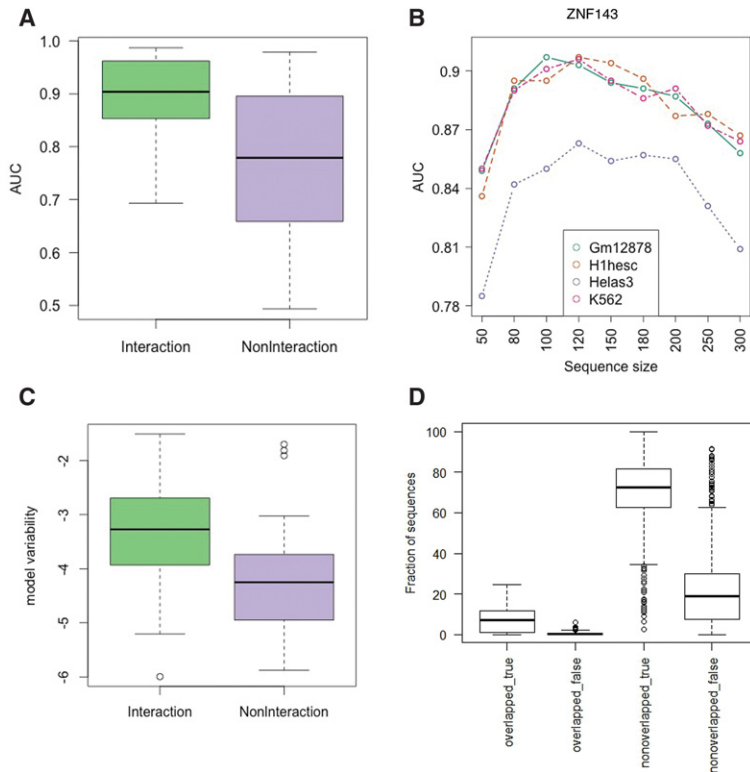 A
AUC
1.0
0.9
0.8
0.7
0.6
0.5
Interaction
NonInteraction
B
ZNF143
AUC
0.9
0.87
0.84
0.81
0.78
Gm12878
H1hesc
Helas3
K562
50
80
100
120
150
180
200
250
300
Sequence size
C
model variability
-2
-3
-4
-5
-6
Interaction
NonInteraction
D
Fraction of sequences
100
80
60
40
20
0
overlapped_true
overlapped_false
nonoverlapped_true
nonoverlapped_false